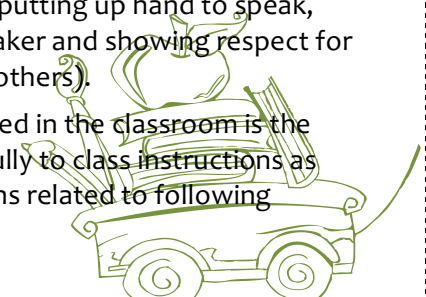 putting up hand to speak,
aker and showing respect for
others).
ed in the classroom is the
ully to class instructions as
ns related to following